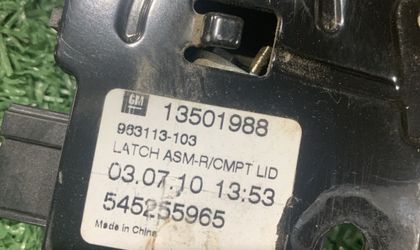 GM
13501988
963113-103
LATCH ASM-R/CMPT LID
03.07.10 13:53
545255965
Made in China